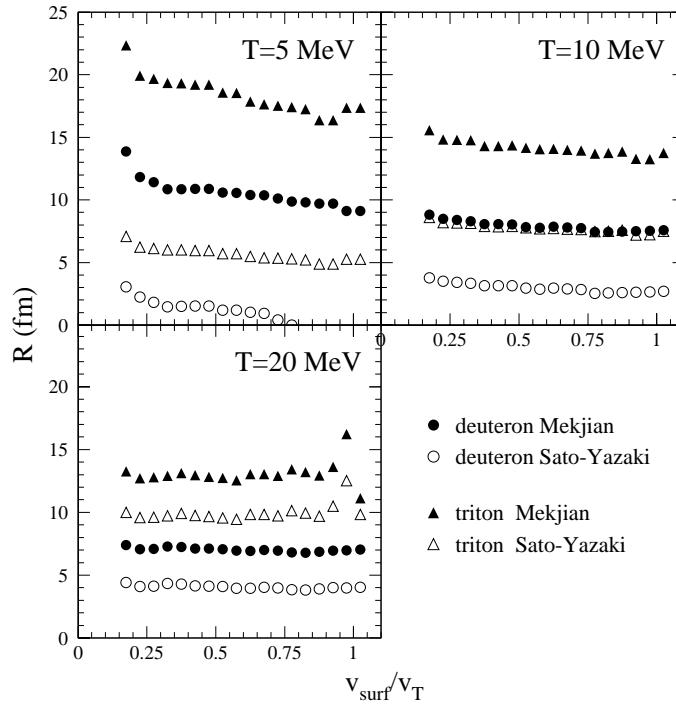 25
20
15
10
5
0
R (fm)
T=5 MeV
T=10 MeV
0
0.25
0.5
0.75
1
T=20 MeV
20
15
10
5
0
0
0.25
0.5
0.75
1
v_surf/v_T
deuteron Mekjian
deuteron Sato-Yazaki
triton Mekjian
triton Sato-Yazaki